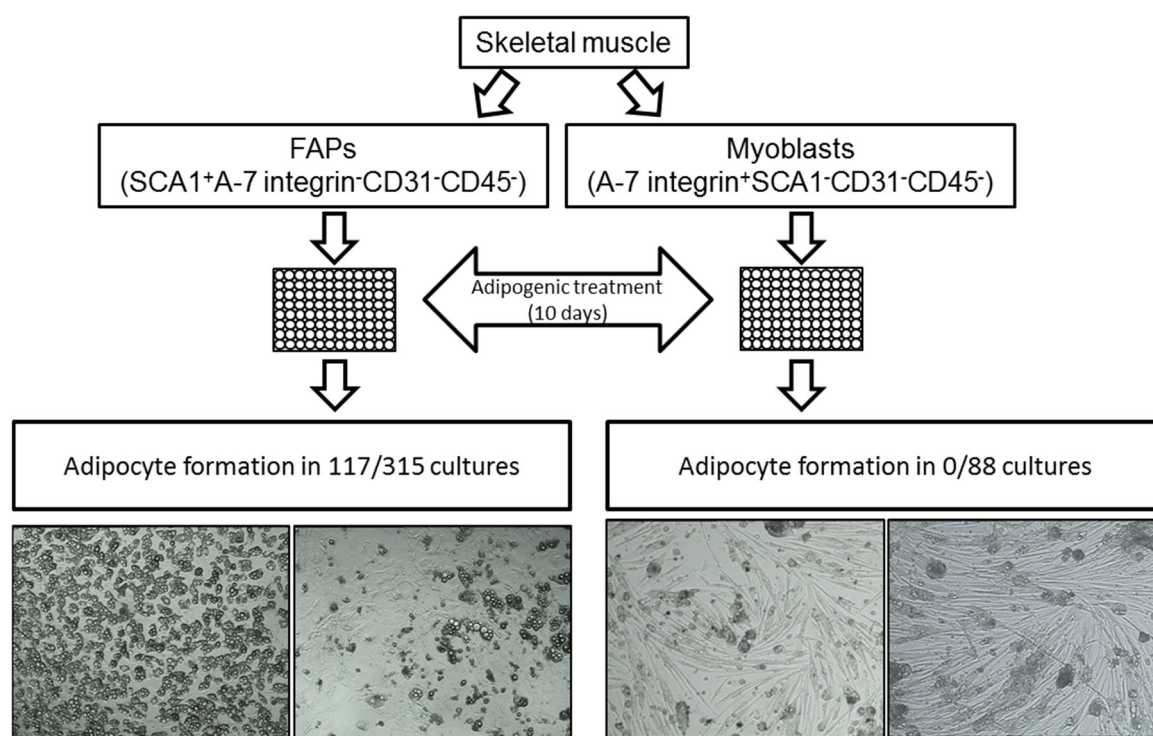 Skeletal muscle
FAPs
(SCA1⁺A-7 integrin⁻CD31⁻CD45⁻)
Myoblasts
(A-7 integrin⁺SCA1⁻CD31⁻CD45⁻)
Adipogenic treatment
(10 days)
Adipocyte formation in 117/315 cultures
Adipocyte formation in 0/88 cultures